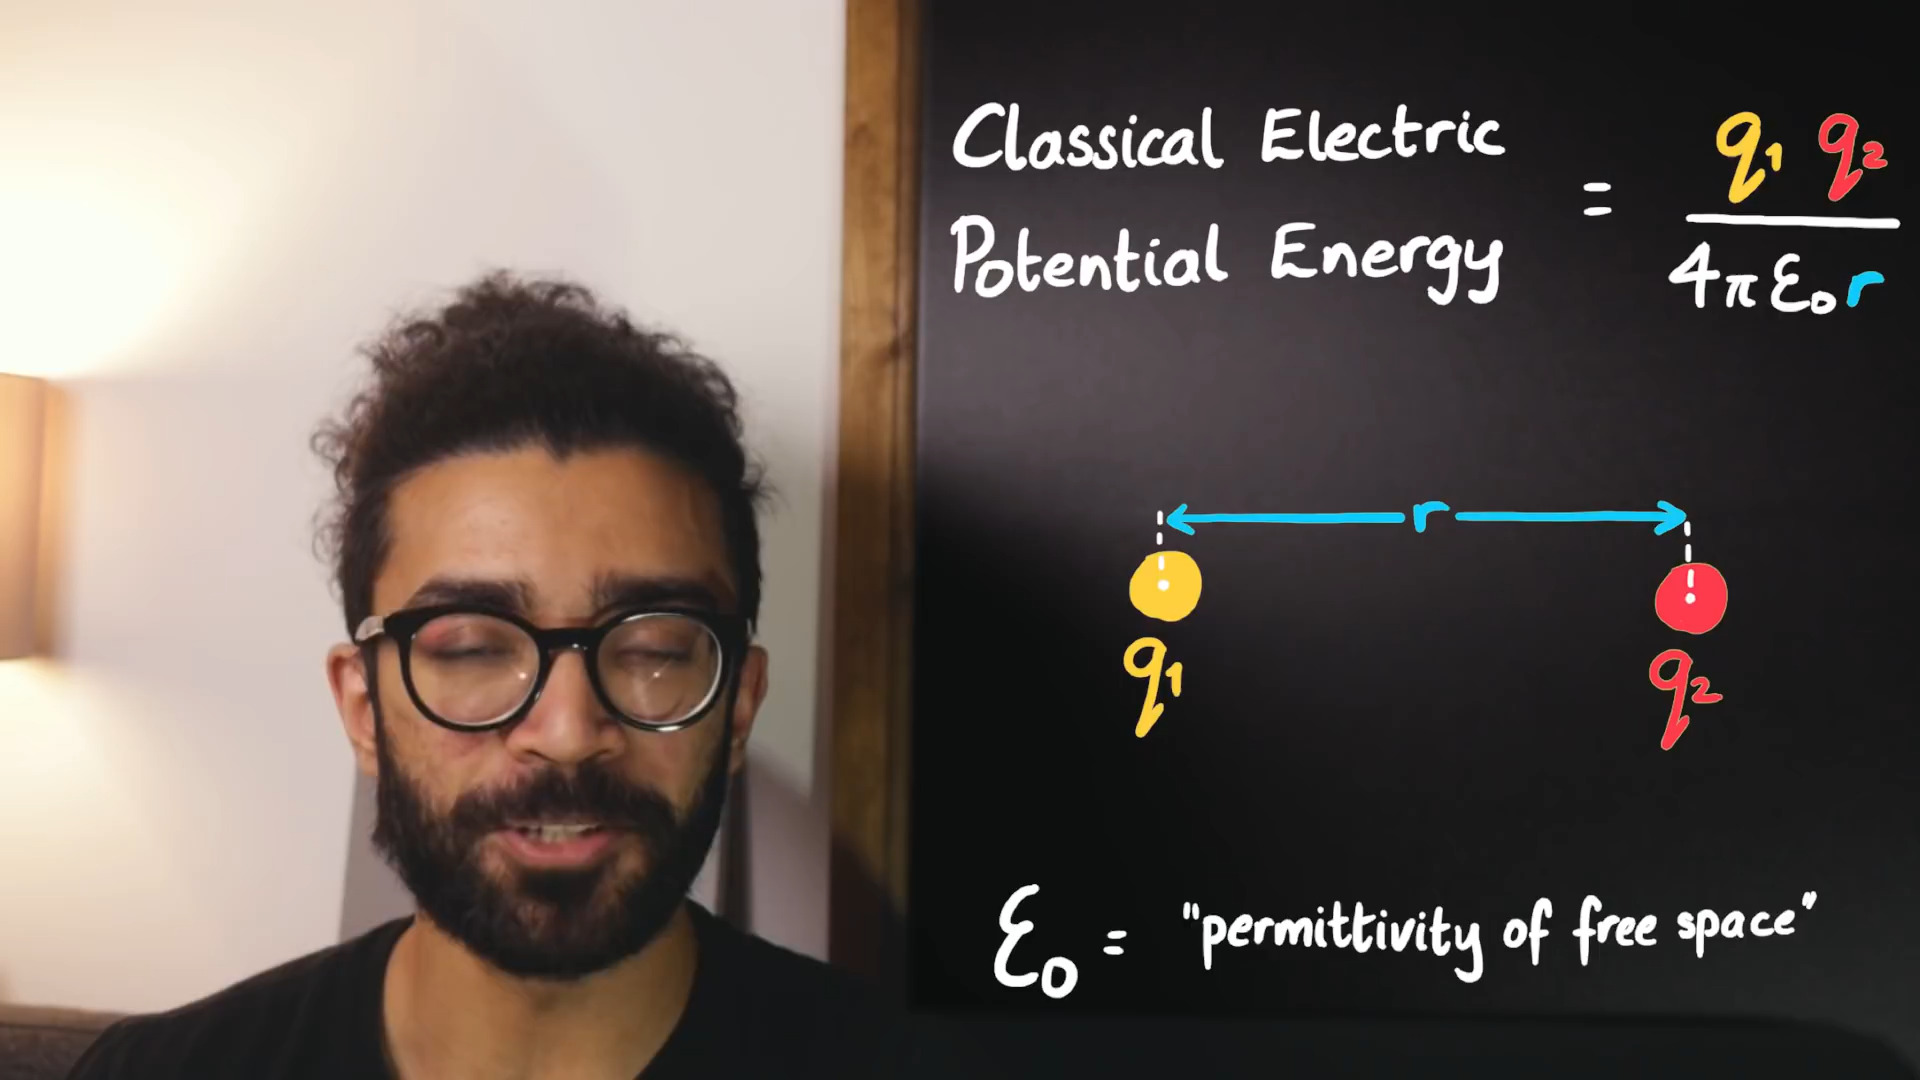 Classical Electric
Potential Energy
= q₁ q₂
4πε₀r
r
q₁
q₂
ε₀ = "permittivity of free space"